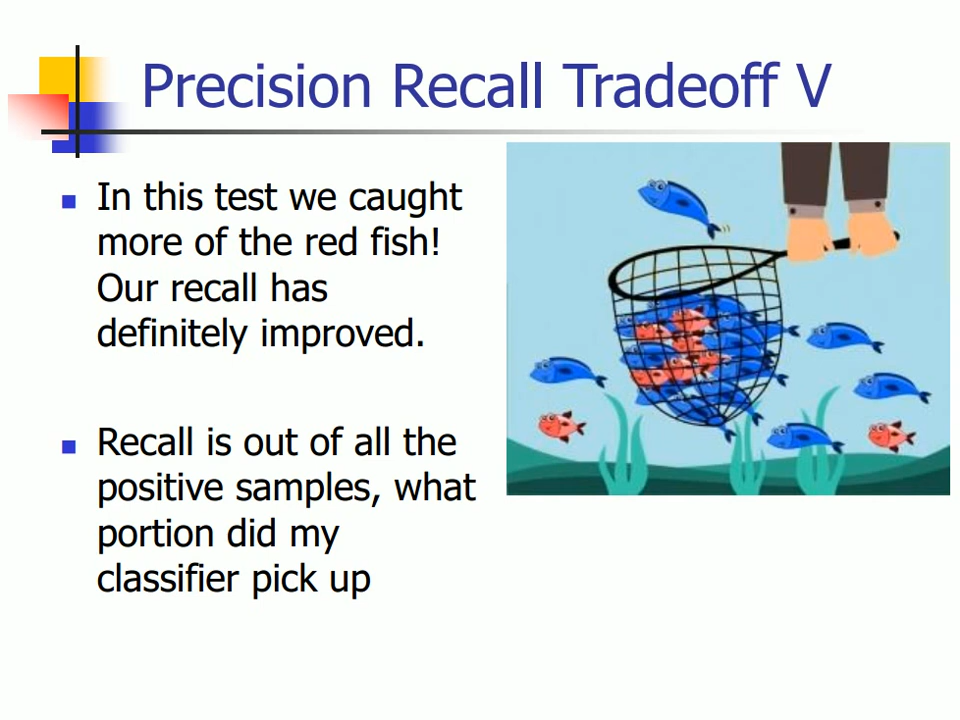 Precision Recall Tradeoff V
In this test we caught
more of the red fish!
Our recall has
definitely improved.
Recall is out of all the
positive samples, what
portion did my
classifier pick up